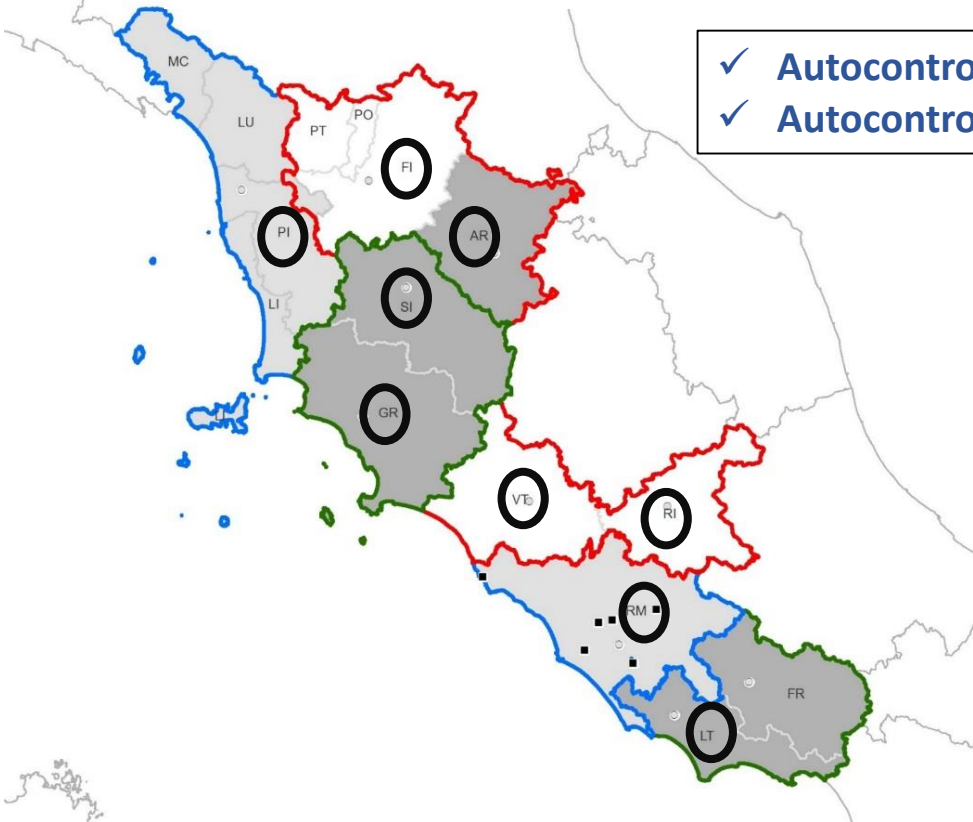 ✓ Autocontro
✓ Autocontro
MC
LU
PT
PO
FI
PI
AR
LI
SI
GR
VT
RI
RM
FR
LT